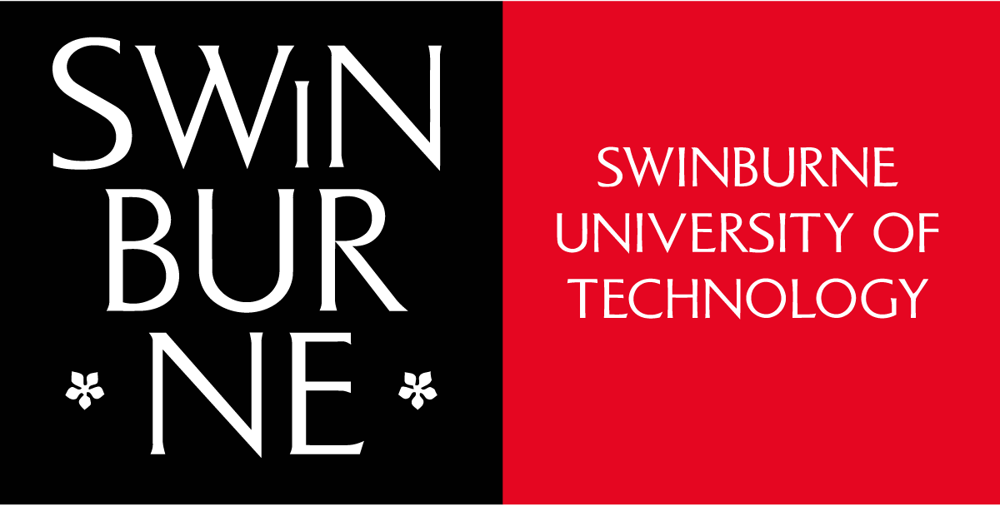 SWiN
BUR
NE
SWINBURNE
UNIVERSITY OF
TECHNOLOGY